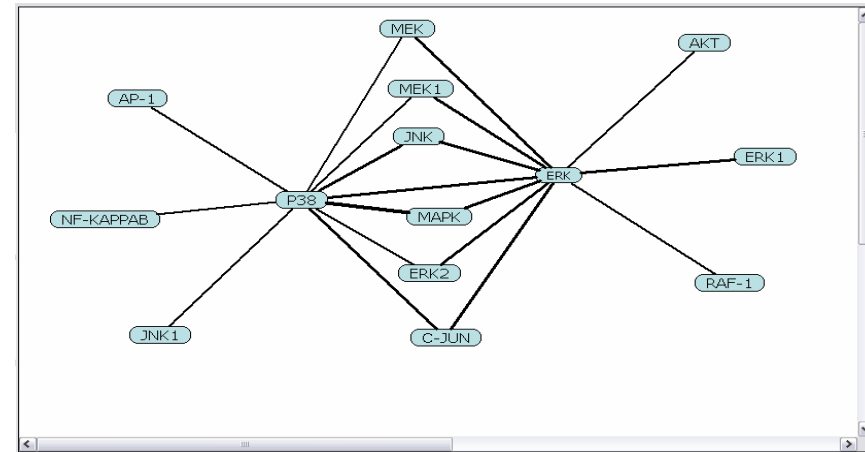 MEK
AKT
MEK1
AP-1
JNK
ERK1
ERK
P38
MAPK
NF-KAPPAB
ERK2
RAF-1
JNK1
C-JUN